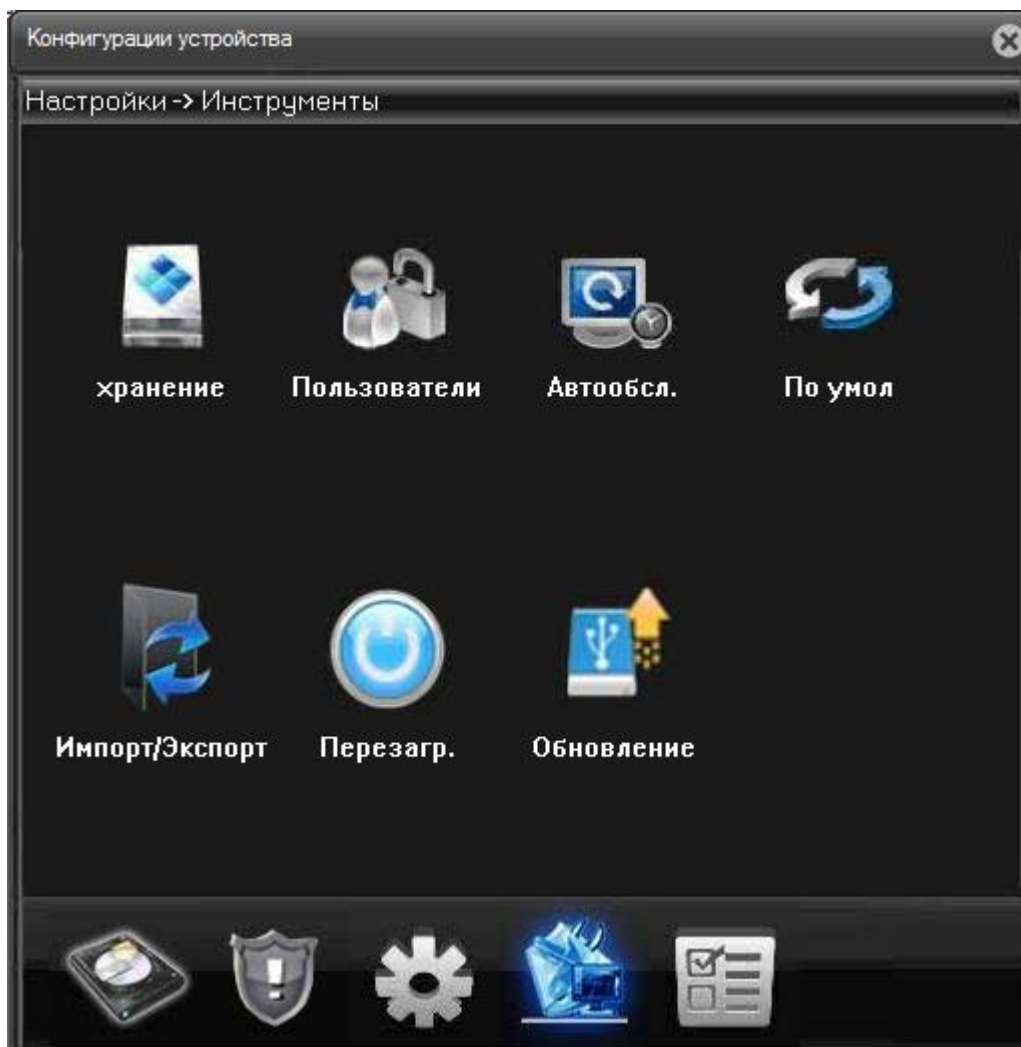 Конфигурации устройства
Настройки -> Инструменты
хранение Пользователи Автообсл. По умол
Импорт/Экспорт Перезагр. Обновление